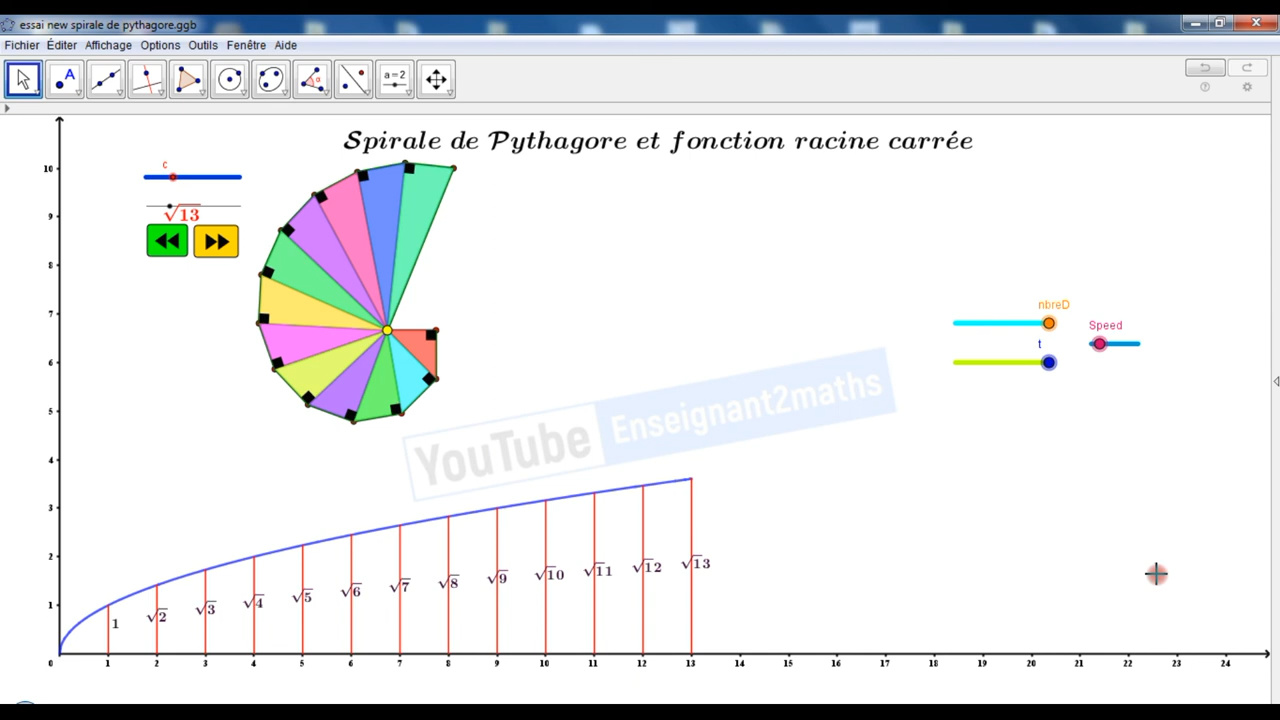 essai new spirale de pythagore.ggb
Fichier Éditer Affichage Options Outils Fenêtre Aide
A
α
a = 2
Spirale de Pythagore et fonction racine carrée
c
√13
nbreD
Speed
t
YouTube Enseignant2maths
10
9
8
7
6
5
4
3
2
1
1 √2 √3 √4 √5 √6 √7 √8 √9 √10 √11 √12 √13
0 1 2 3 4 5 6 7 8 9 10 11 12 13 14 15 16 17 18 19 20 21 22 23 24